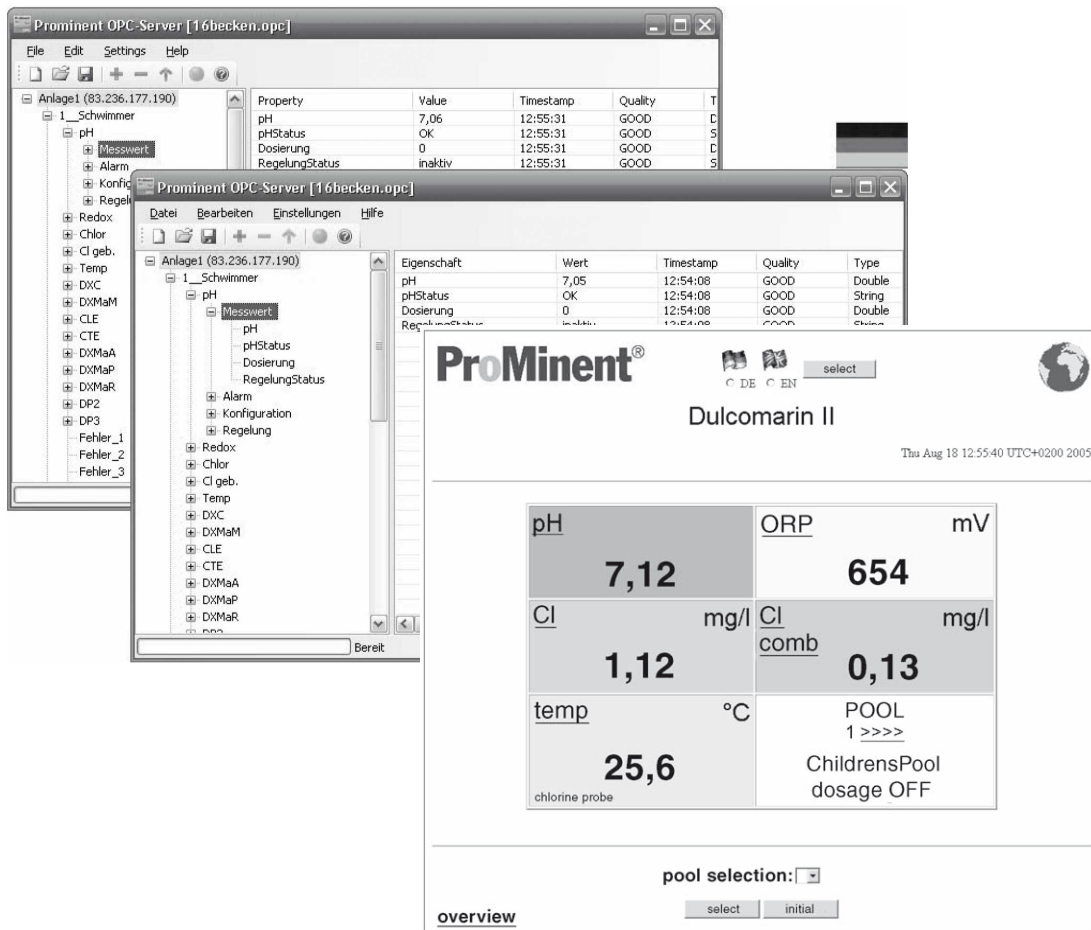 Prominent OPC-Server [16becken.opc]
File Edit Settings Help
Anlage1 (83.236.177.190)
1__Schwimmer
pH
Messwert
Alarm
Redox
Chlor
Cl geb.
Temp
DXC
DXMaM
CLE
CTE
DXMaA
DXMaP
DXMaR
DP2
DP3
Fehler_1
Fehler_2
Fehler_3
Property Value Timestamp Quality
pH 7,06 12:55:31 GOOD
pHStatus OK 12:55:31 GOOD
Dosierung 0 12:55:31 GOOD
RegelungStatus inaktiv 12:55:31 GOOD
Prominent OPC-Server [16becken.opc]
Datei Bearbeiten Einstellungen Hilfe
Anlage1 (83.236.177.190)
1__Schwimmer
pH
Messwert
pH
pHStatus
Dosierung
RegelungStatus
Alarm
Konfiguration
Regelung
Redox
Chlor
Cl geb.
Temp
DXC
DXMaM
CLE
CTE
DXMaA
DXMaP
DXMaR
DP2
Bereit
Eigenschaft Wert Timestamp Quality Type
pH 7,05 12:54:08 GOOD Double
pHStatus OK 12:54:08 GOOD String
Dosierung 0 12:54:08 GOOD Double
RegelungStatus inaktiv 12:54:08 GOOD String
ProMinent®
DE EN select
Dulcomarin II
Thu Aug 18 12:55:40 UTC+0200 2005
pH
7,12
ORP mV
654
Cl mg/l
1,12
Cl mg/l
comb
0,13
temp °C
25,6
chlorine probe
POOL
1 >>>>
ChildrensPool
dosage OFF
pool selection:
select initial
overview